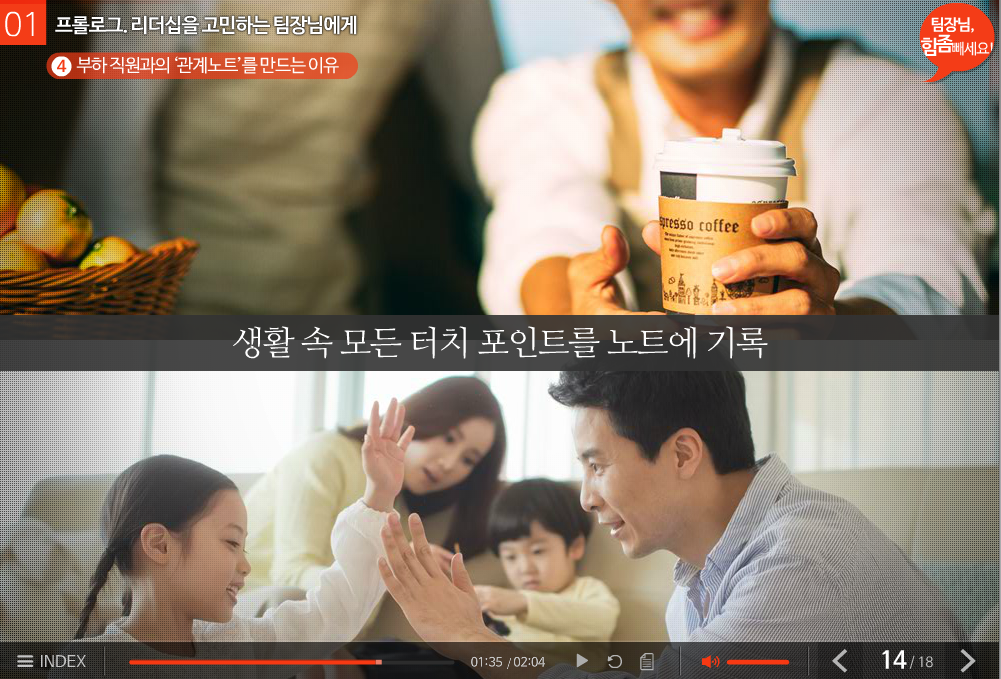 01 프롤로그. 리더십을 고민하는 팀장님에게
팀장님,
힘좀빼세요!
4 부하 직원과의 ‘관계노트’를 만드는 이유
presso coffee
생활 속 모든 터치 포인트를 노트에 기록
INDEX 01:35 / 02:04 14 / 18